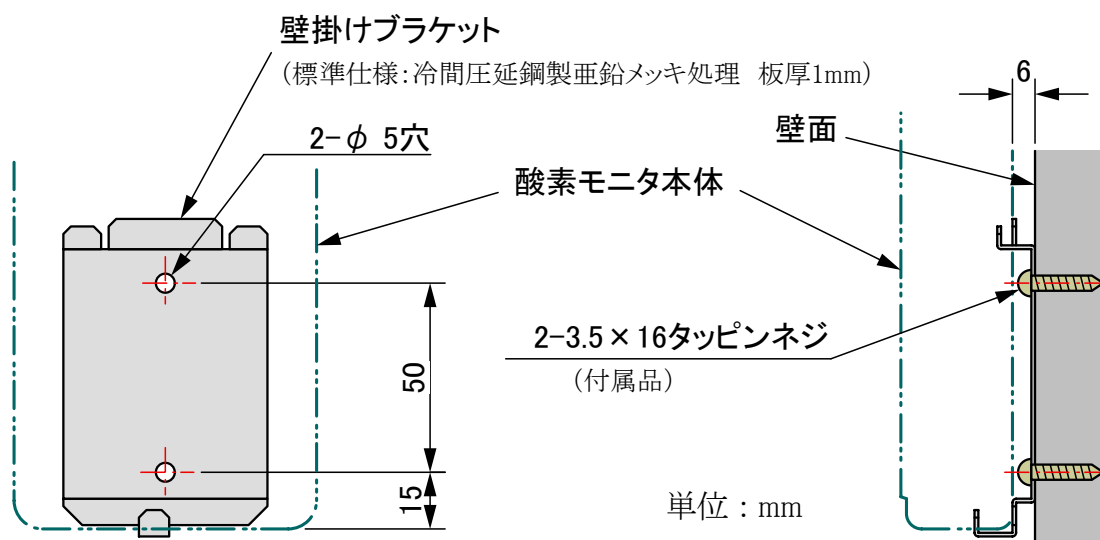 壁掛けブラケット
（標準仕様：冷間圧延鋼製亜鉛メッキ処理　板厚1mm）
2-φ 5穴
酸素モニタ本体
壁面
6
50
15
2-3.5×16タッピンネジ
（付属品）
単位：mm